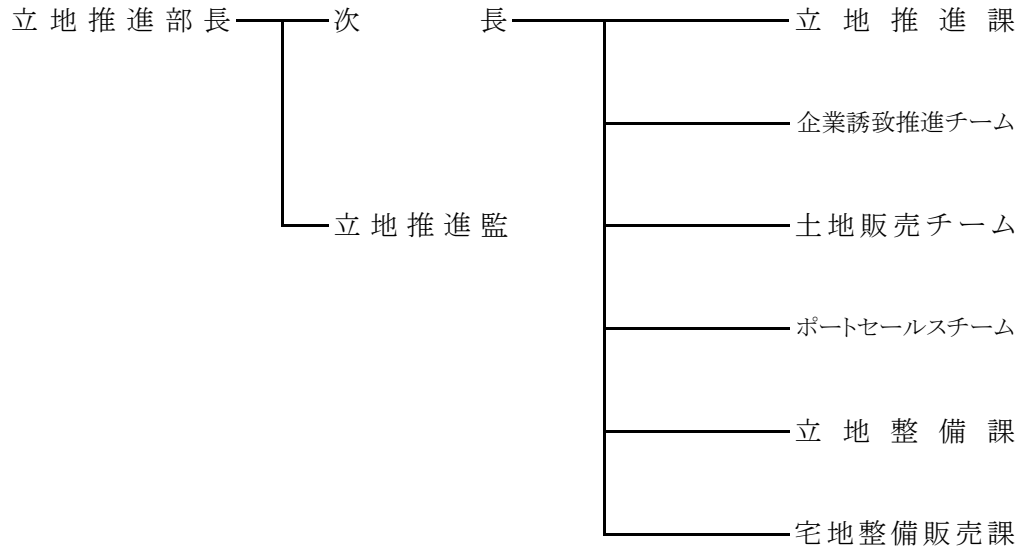 立地推進部長 次長 立地推進課
企業誘致推進チーム
立地推進監 土地販売チーム
ポートセールスチーム
立地整備課
宅地整備販売課